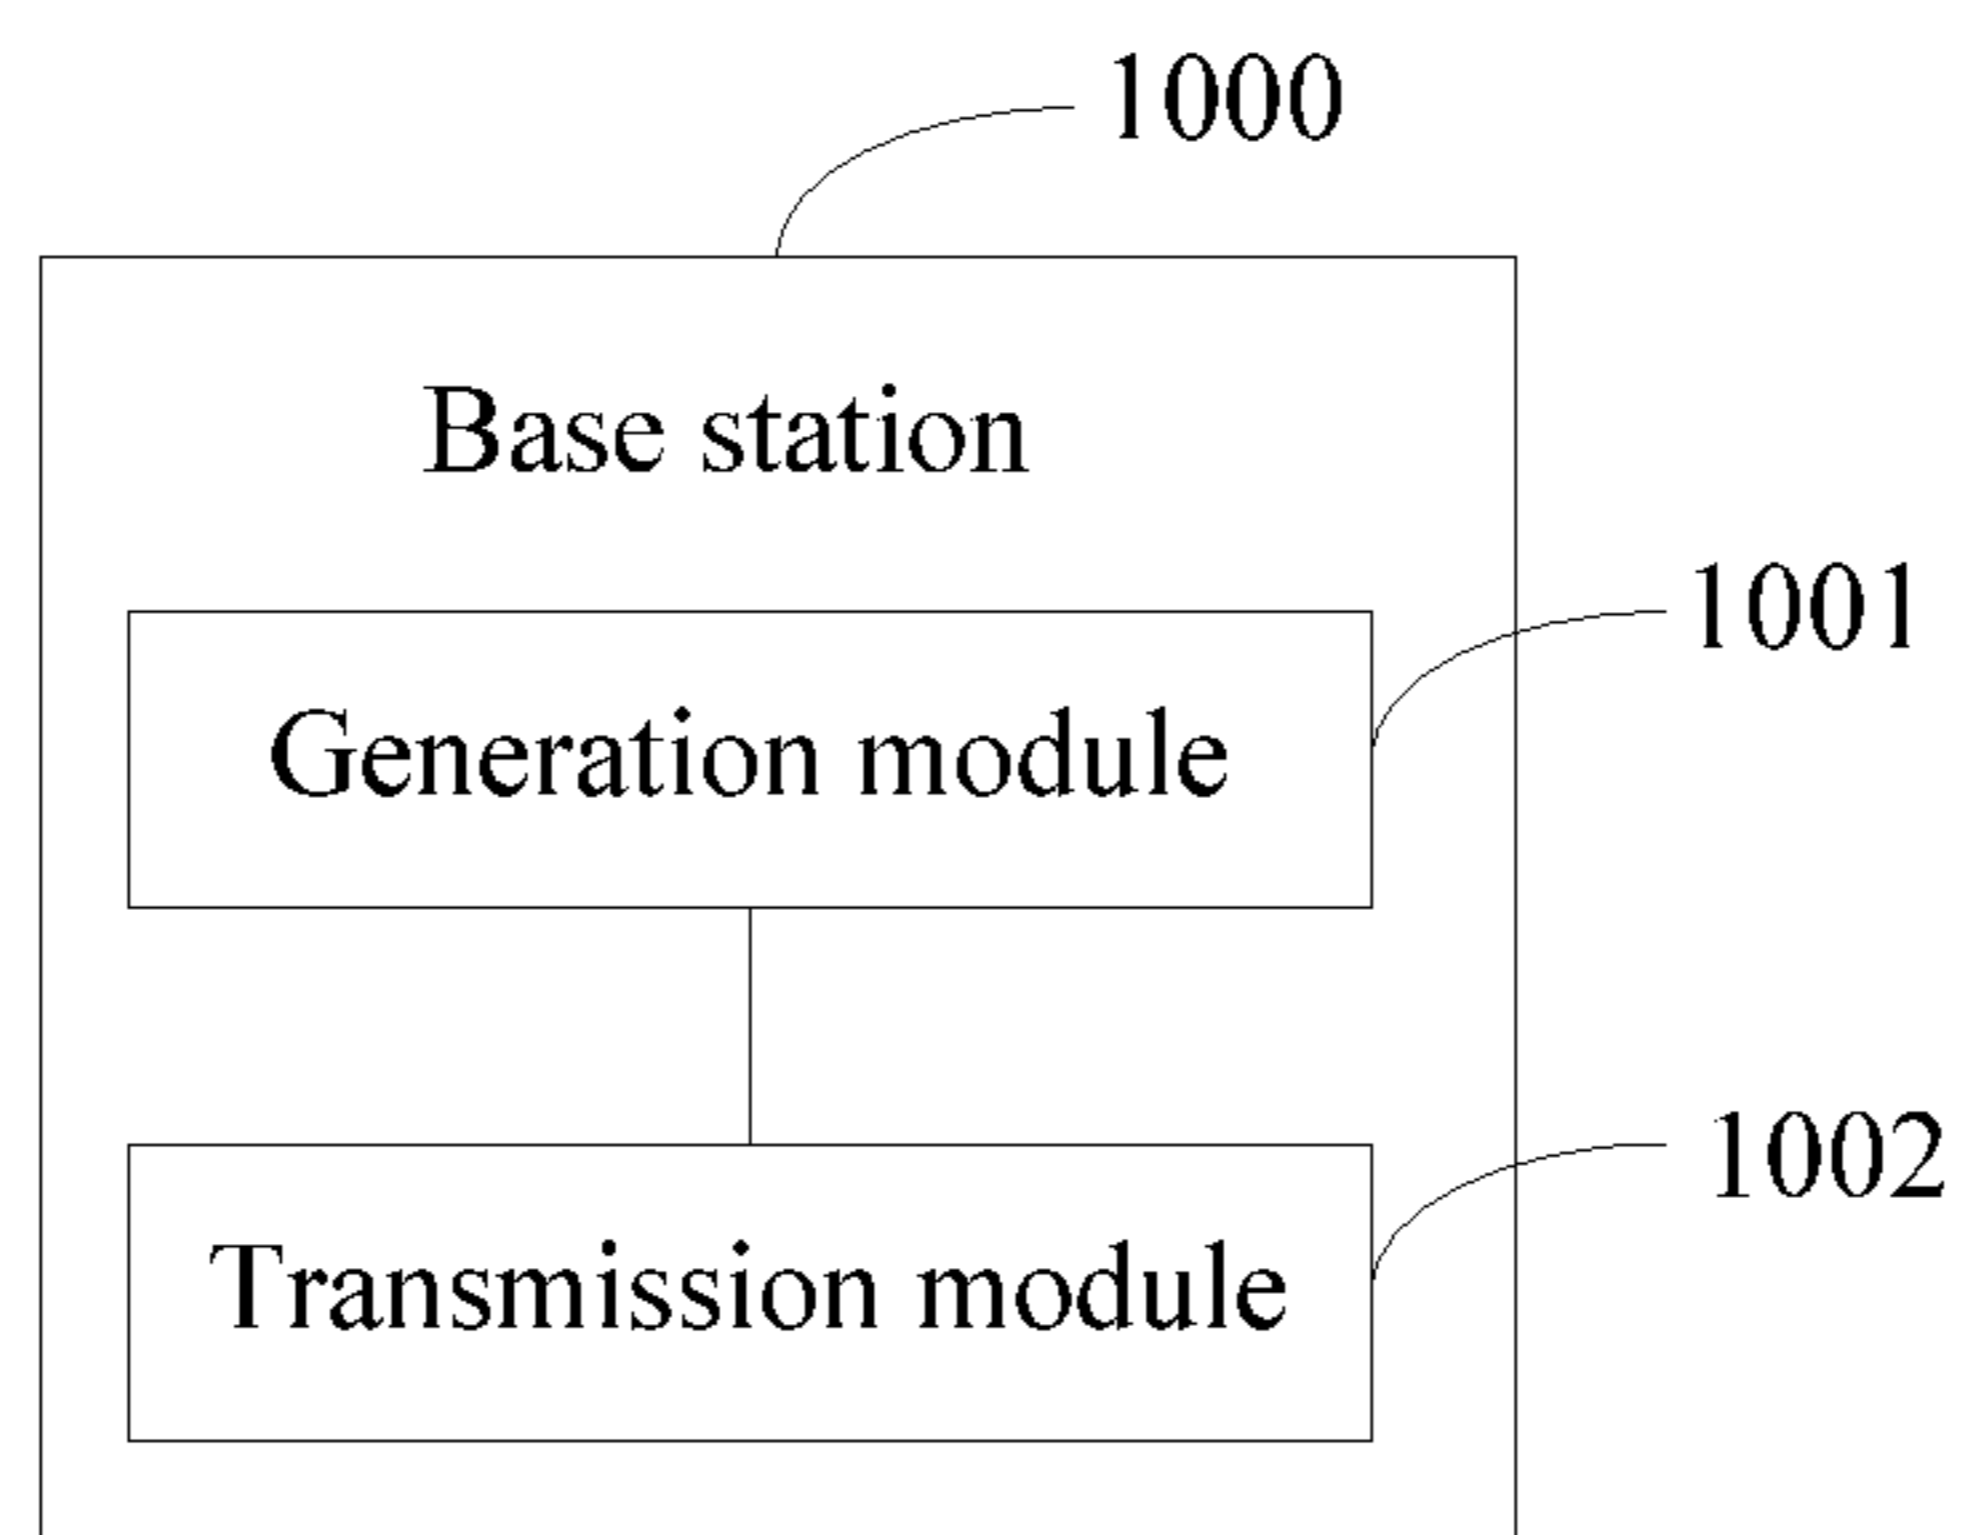 1000
Base station
1001
Generation module
1002
Transmission module